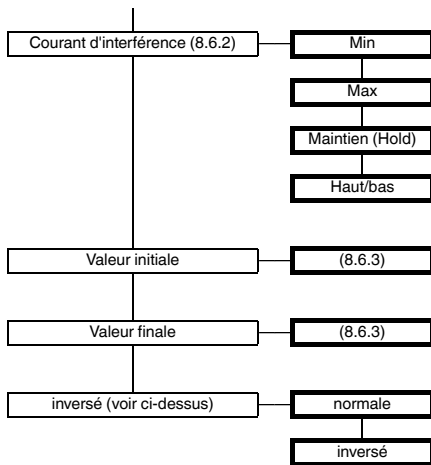 Courant d'interférence (8.6.2)
Min
Max
Maintien (Hold)
Haut/bas
Valeur initiale
(8.6.3)
Valeur finale
(8.6.3)
inversé (voir ci-dessus)
normale
inversé